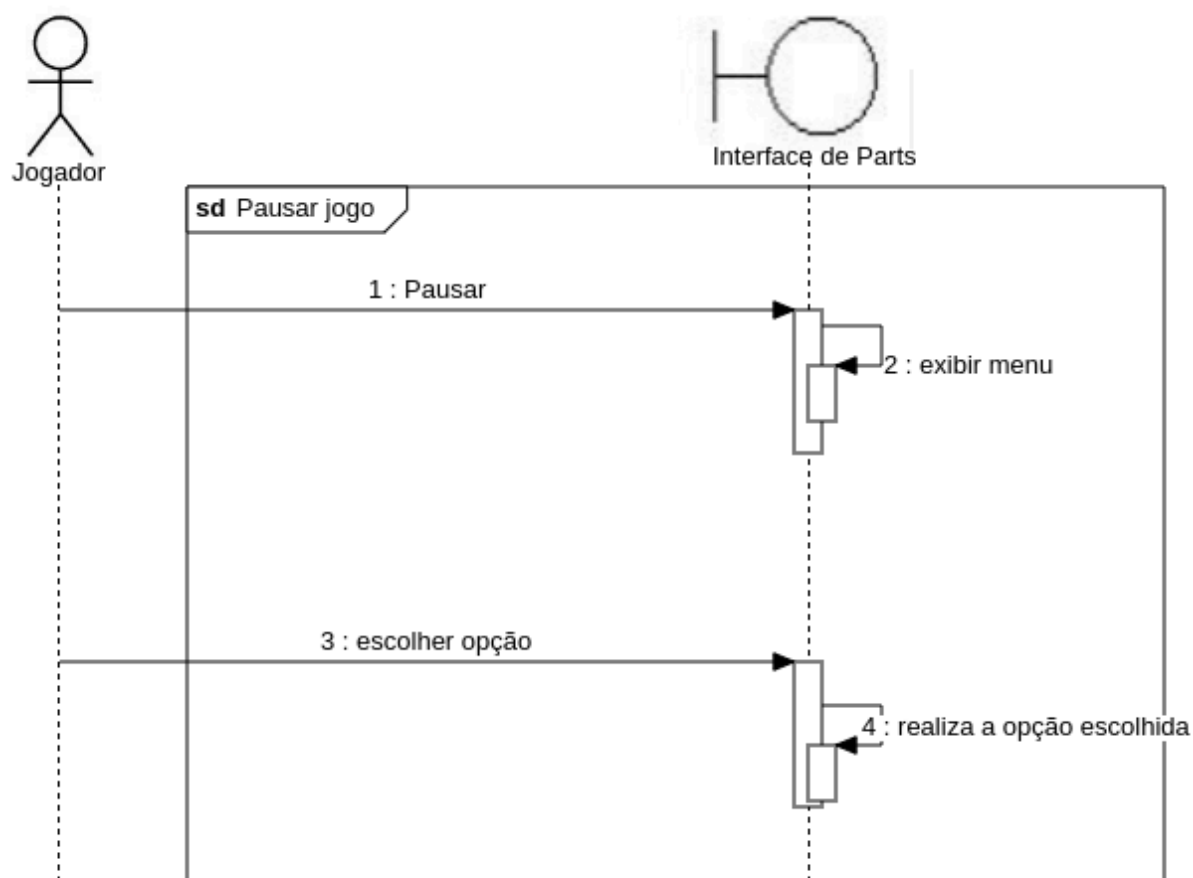 Jogador
Interface de Parts
sd Pausar jogo
1 : Pausar
2 : exibir menu
3 : escolher opção
4 : realiza a opção escolhida